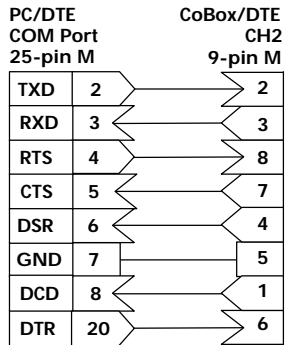 PC/DTE CoBox/DTE
COM Port CH2
25-pin M 9-pin M
TXD 2 2
RXD 3 3
RTS 4 8
CTS 5 7
DSR 6 4
GND 7 5
DCD 8 1
DTR 20 6